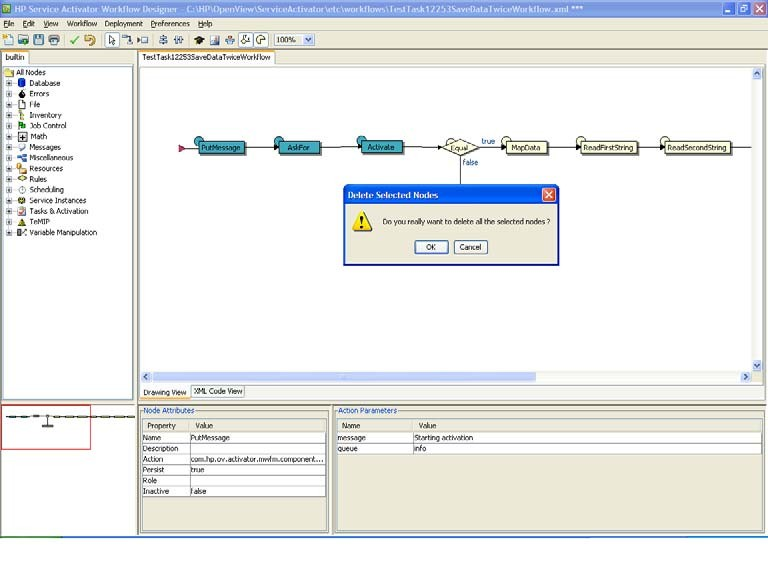 HP Service Activator Workflow Designer - C:\HP\OpenView\ServiceActivator\etc\workflows\TestTask12253SaveDataTwiceWorkflow.xml ***
File Edit View Workflow Deployment Preferences Help
100%
builtin
TestTask12253SaveDataTwiceWorkflow
All Nodes
Database
Errors
File
Inventory
Job Control
Math
Messages
Miscellaneous
Resources
Rules
Scheduling
Service Instances
Tasks & Activation
TeMIP
Variable Manipulation
PutMessage AskFor Activate Equal true MapData ReadFirstString ReadSecondString
false
Delete Selected Nodes
Do you really want to delete all the selected nodes ?
OK Cancel
Drawing View XML Code View
Node Attributes
Property Value
Name PutMessage
Description
Action com.hp.ov.activator.mwfm.component...
Persist true
Role
Inactive false
Action Parameters
Name Value
message Starting activation
queue info